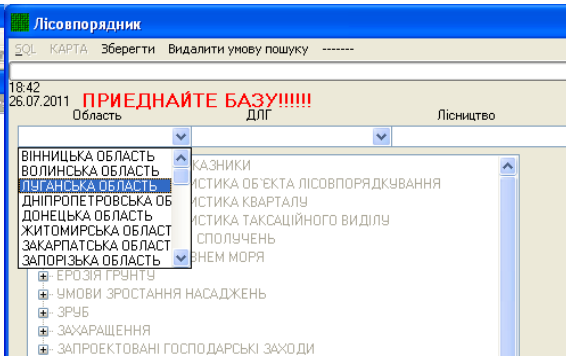 Лісовпорядник
SQL КАРТА Зберегти Видалити умову пошуку -------
18:42
26.07.2011 ПРИЕДНАЙТЕ БАЗУ!!!!!!
Область ДЛГ Лісництво
ВІННИЦЬКА ОБЛАСТЬ
ВОЛИНСЬКА ОБЛАСТЬ
ЛУГАНСЬКА ОБЛАСТЬ
ДНІПРОПЕТРОВСЬКА ОБ
ДОНЕЦЬКА ОБЛАСТЬ
ЖИТОМИРСЬКА ОБЛАСТ
ЗАКАРПАТСЬКА ОБЛАСТ
ЗАПОРІЗЬКА ОБЛАСТЬ
КАЗНИКИ
ИСТИКА ОБ'ЄКТА ЛІСОВПОРЯДКУВАННЯ
ИСТИКА КВАРТАЛУ
ИСТИКА ТАКСАЦІЙНОГО ВИДІЛУ
СПОЛУЧЕНЬ
ВНЕМ МОРЯ
ЕРОЗІЯ ГРУНТУ
УМОВИ ЗРОСТАННЯ НАСАДЖЕНЬ
ЗРУБ
ЗАХАРАЩЕННЯ
ЗАПРОЕКТОВАНІ ГОСПОДАРСЬКІ ЗАХОДИ